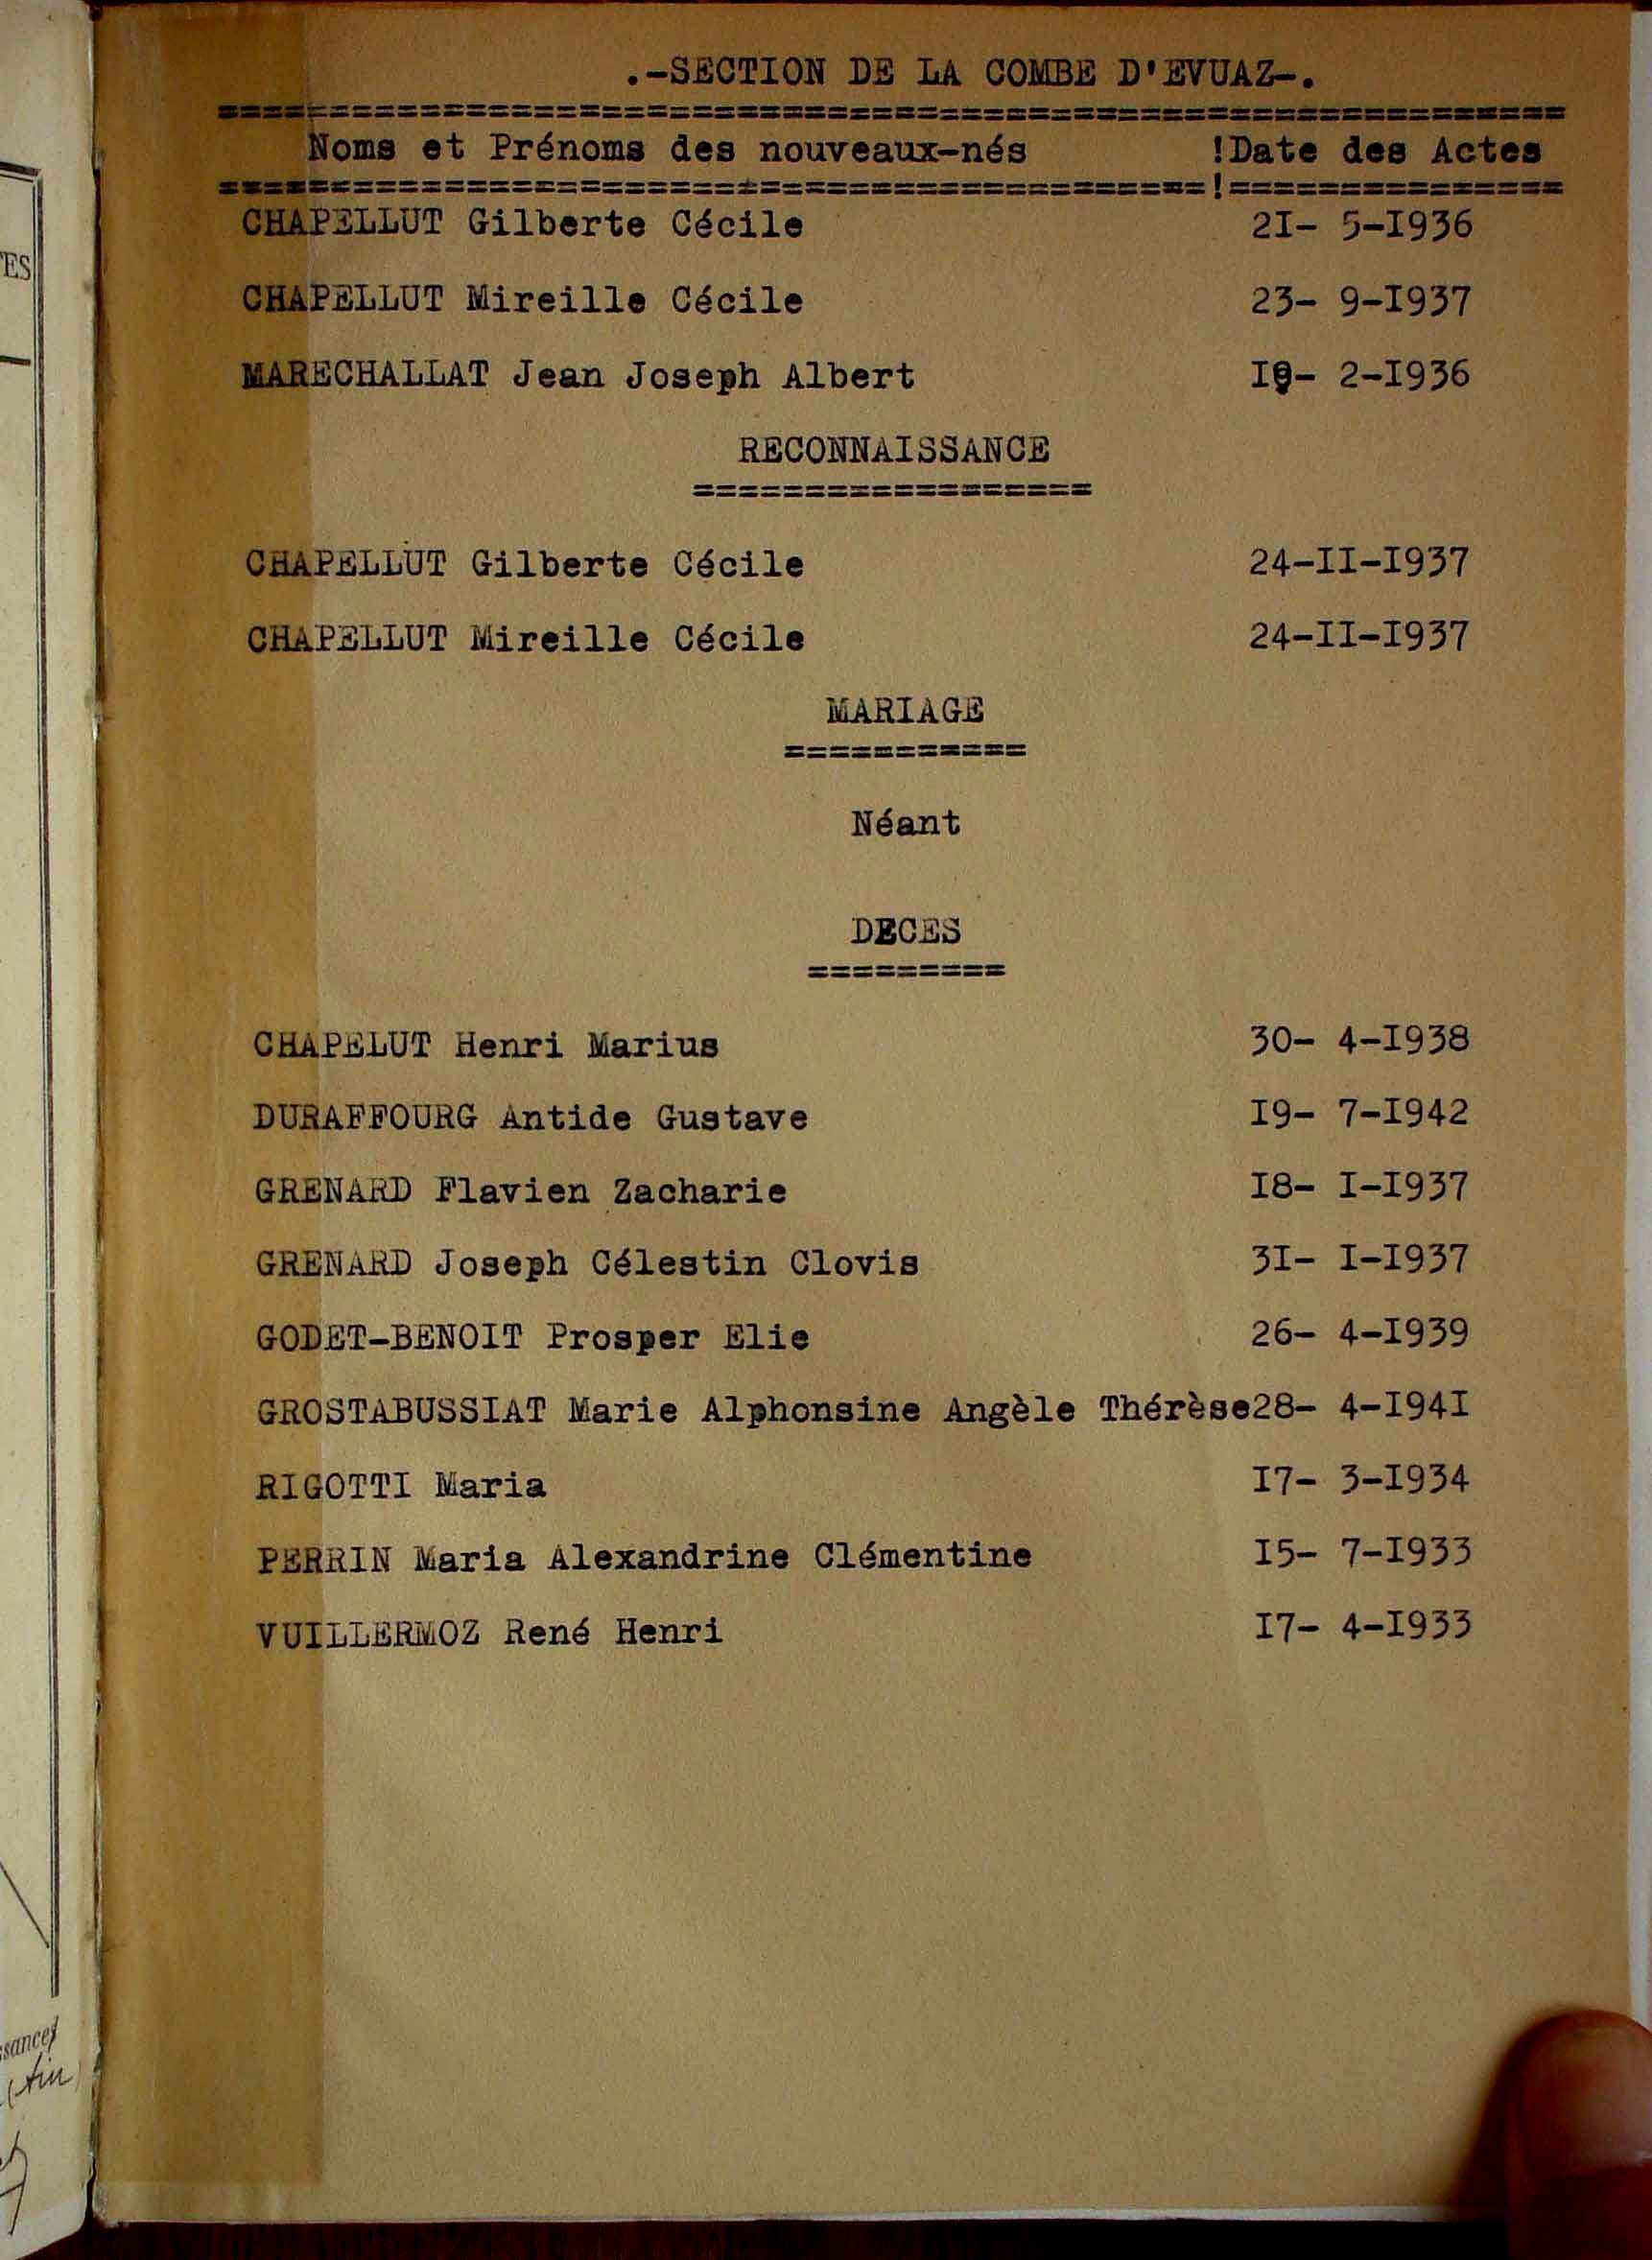 .-SECTION DE LA COMBE D'EVUAZ-.
Noms et Prénoms des nouveaux-nés !Date des Actes
CHAPELLUT Gilberte Cécile 2I- 5-I936
CHAPELLUT Mireille Cécile 23- 9-I937
MARECHALLAT Jean Joseph Albert I9- 2-I936
RECONNAISSANCE
CHAPELLUT Gilberte Cécile 24-II-I937
CHAPELLUT Mireille Cécile 24-II-I937
MARIAGE
Néant
DECES
CHAPELUT Henri Marius 30- 4-I938
DURAFFOURG Antide Gustave I9- 7-I942
GRENARD Flavien Zacharie I8- I-I937
GRENARD Joseph Célestin Clovis 3I- I-I937
GODET-BENOIT Prosper Elie 26- 4-I939
GROSTABUSSIAT Marie Alphonsine Angèle Thérèse28- 4-I94I
RIGOTTI Maria I7- 3-I934
PERRIN Maria Alexandrine Clémentine I5- 7-I933
VUILLERMOZ René Henri I7- 4-I933